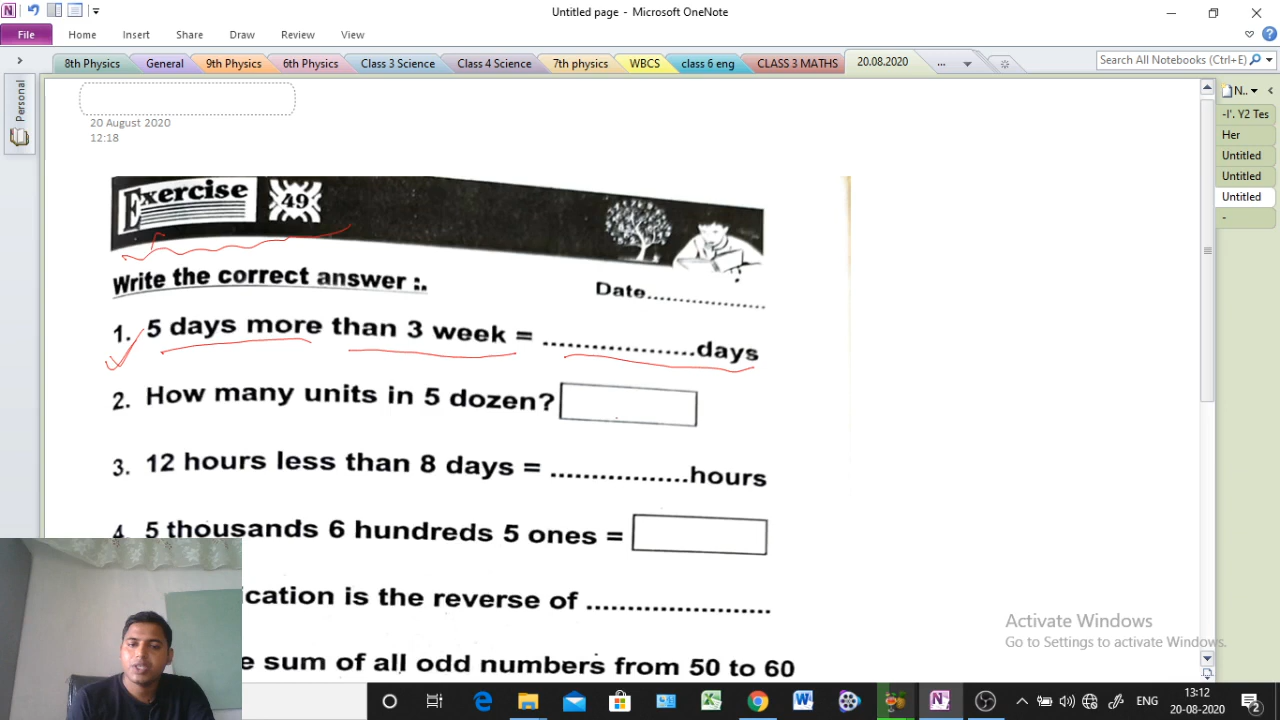 Untitled page - Microsoft OneNote
File Home Insert Share Draw Review View
8th Physics General 9th Physics 6th Physics Class 3 Science Class 4 Science 7th physics WBCS class 6 eng CLASS 3 MATHS 20.08.2020 ... Search All Notebooks (Ctrl+E)
Personal
N..
-I'. Y2 Tes
Her
Untitled
Untitled
Untitled
-
20 August 2020
12:18
Exercise 49
Write the correct answer :.
Date..................
1. 5 days more than 3 week = ...................days
2. How many units in 5 dozen?
3. 12 hours less than 8 days = .................hours
4. 5 thousands 6 hundreds 5 ones =
ication is the reverse of ......................
e sum of all odd numbers from 50 to 60
Activate Windows
Go to Settings to activate Windows.
ENG
13:12
20-08-2020
2